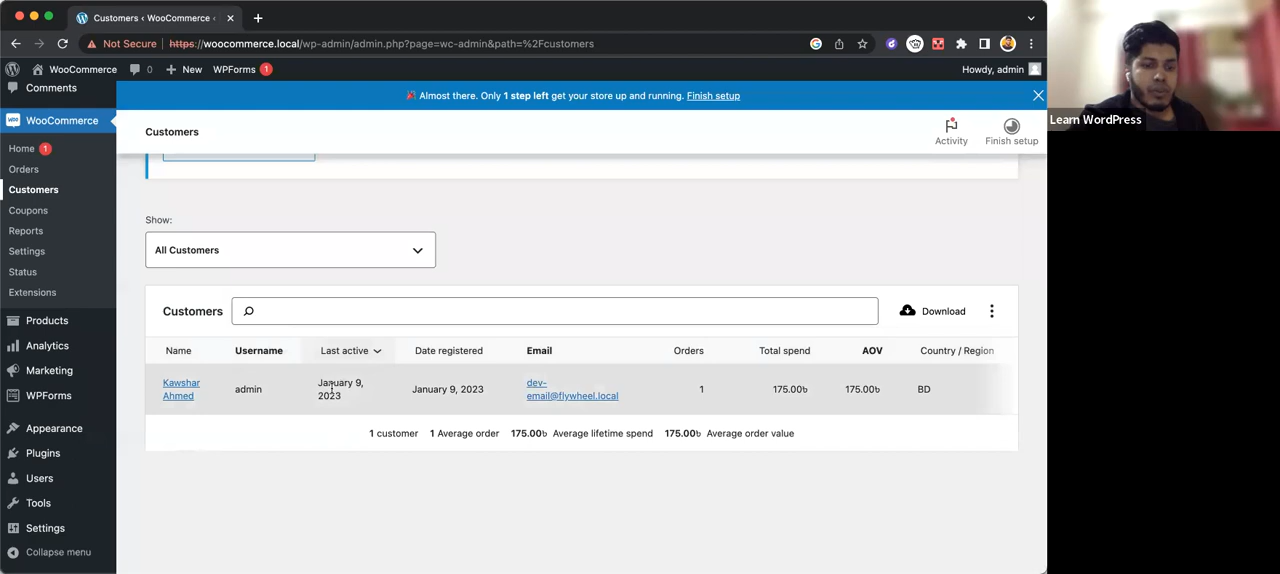 Customers ‹ WooCommerce ‹
Not Secure https://woocommerce.local/wp-admin/admin.php?page=wc-admin&path=%2Fcustomers
WooCommerce 0 New WPForms 1 Howdy, admin
Comments
WooCommerce
Home 1
Orders
Customers
Coupons
Reports
Settings
Status
Extensions
Products
Analytics
Marketing
WPForms
Appearance
Plugins
Users
Tools
Settings
Collapse menu
🎉 Almost there. Only 1 step left get your store up and running. Finish setup
Customers
Activity
Finish setup
Show:
All Customers
Customers
Download
Name Username Last active Date registered Email Orders Total spend AOV Country / Region
Kawshar
Ahmed
admin
January 9,
2023
January 9, 2023
dev-
email@flywheel.local
1
175.00৳
175.00৳
BD
1 customer 1 Average order 175.00৳ Average lifetime spend 175.00৳ Average order value
Learn WordPress